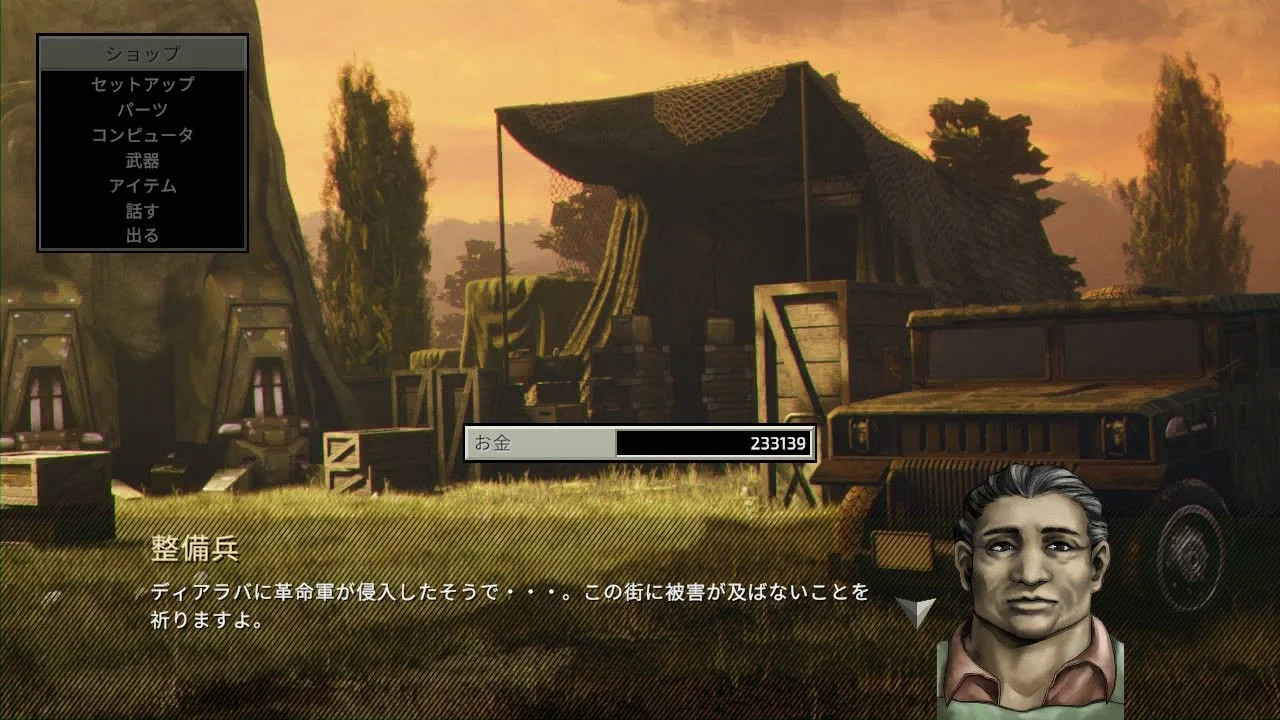 ショップ
セットアップ
パーツ
コンピュータ
武器
アイテム
話す
出る
お金 233139
整備兵
ディアラバに革命軍が侵入したそうで・・・。この街に被害が及ばないことを
祈りますよ。